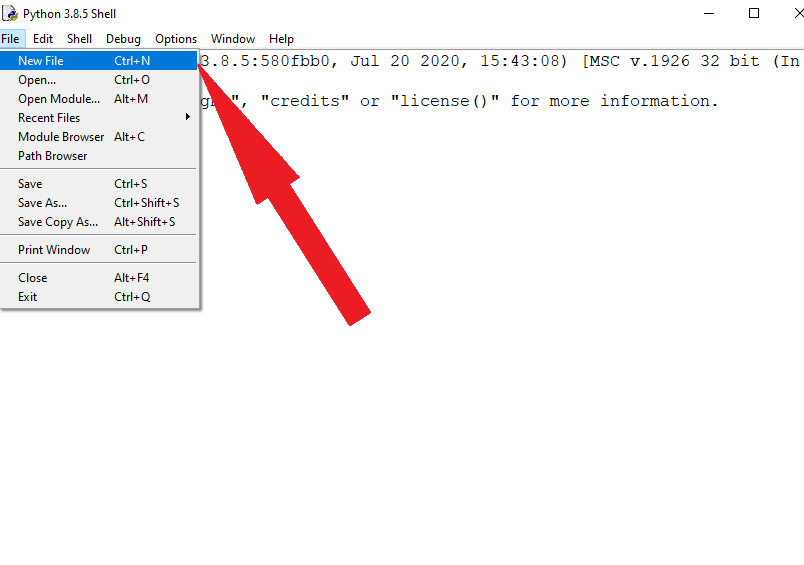 Python 3.8.5 Shell
File Edit Shell Debug Options Window Help
New File Ctrl+N
3.8.5:580fbb0, Jul 20 2020, 15:43:08) [MSC v.1926 32 bit (In
Open... Ctrl+O
Open Module... Alt+M
", "credits" or "license()" for more information.
Recent Files
Module Browser Alt+C
Path Browser
Save Ctrl+S
Save As... Ctrl+Shift+S
Save Copy As... Alt+Shift+S
Print Window Ctrl+P
Close Alt+F4
Exit Ctrl+Q